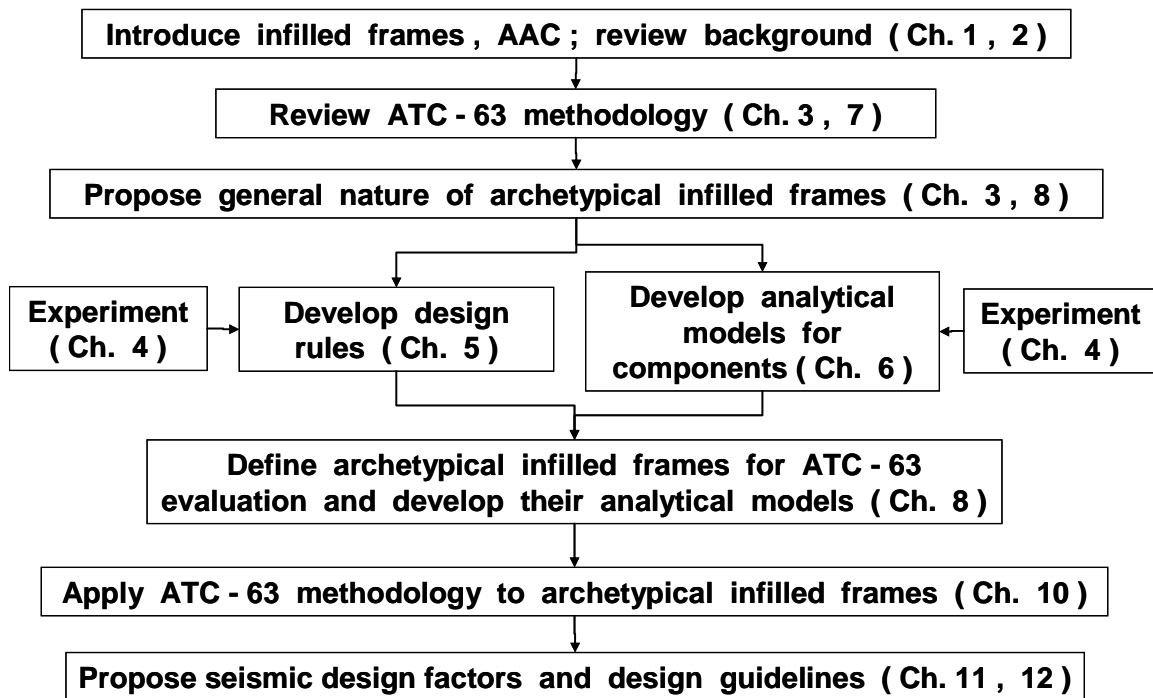 Introduce infilled frames , AAC ; review background ( Ch. 1 , 2 )
Review ATC - 63 methodology ( Ch. 3 , 7 )
Propose general nature of archetypical infilled frames ( Ch. 3 , 8 )
Experiment
( Ch. 4 )
Develop design
rules ( Ch. 5 )
Develop analytical
models for
components ( Ch. 6 )
Experiment
( Ch. 4 )
Define archetypical infilled frames for ATC - 63
evaluation and develop their analytical models ( Ch. 8 )
Apply ATC - 63 methodology to archetypical infilled frames ( Ch. 10 )
Propose seismic design factors and design guidelines ( Ch. 11 , 12 )